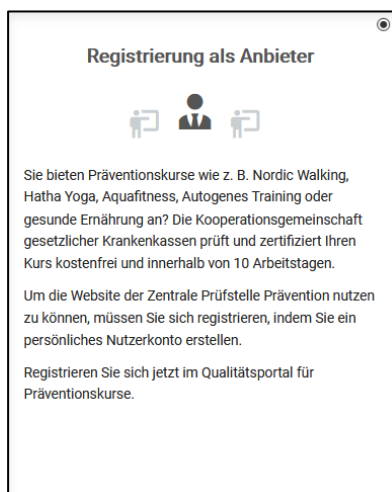 Registrierung als Anbieter
Sie bieten Präventionskurse wie z. B. Nordic Walking,
Hatha Yoga, Aquafitness, Autogenes Training oder
gesunde Ernährung an? Die Kooperationsgemeinschaft
gesetzlicher Krankenkassen prüft und zertifiziert Ihren
Kurs kostenfrei und innerhalb von 10 Arbeitstagen.
Um die Website der Zentrale Prüfstelle Prävention nutzen
zu können, müssen Sie sich registrieren, indem Sie ein
persönliches Nutzerkonto erstellen.
Registrieren Sie sich jetzt im Qualitätsportal für
Präventionskurse.